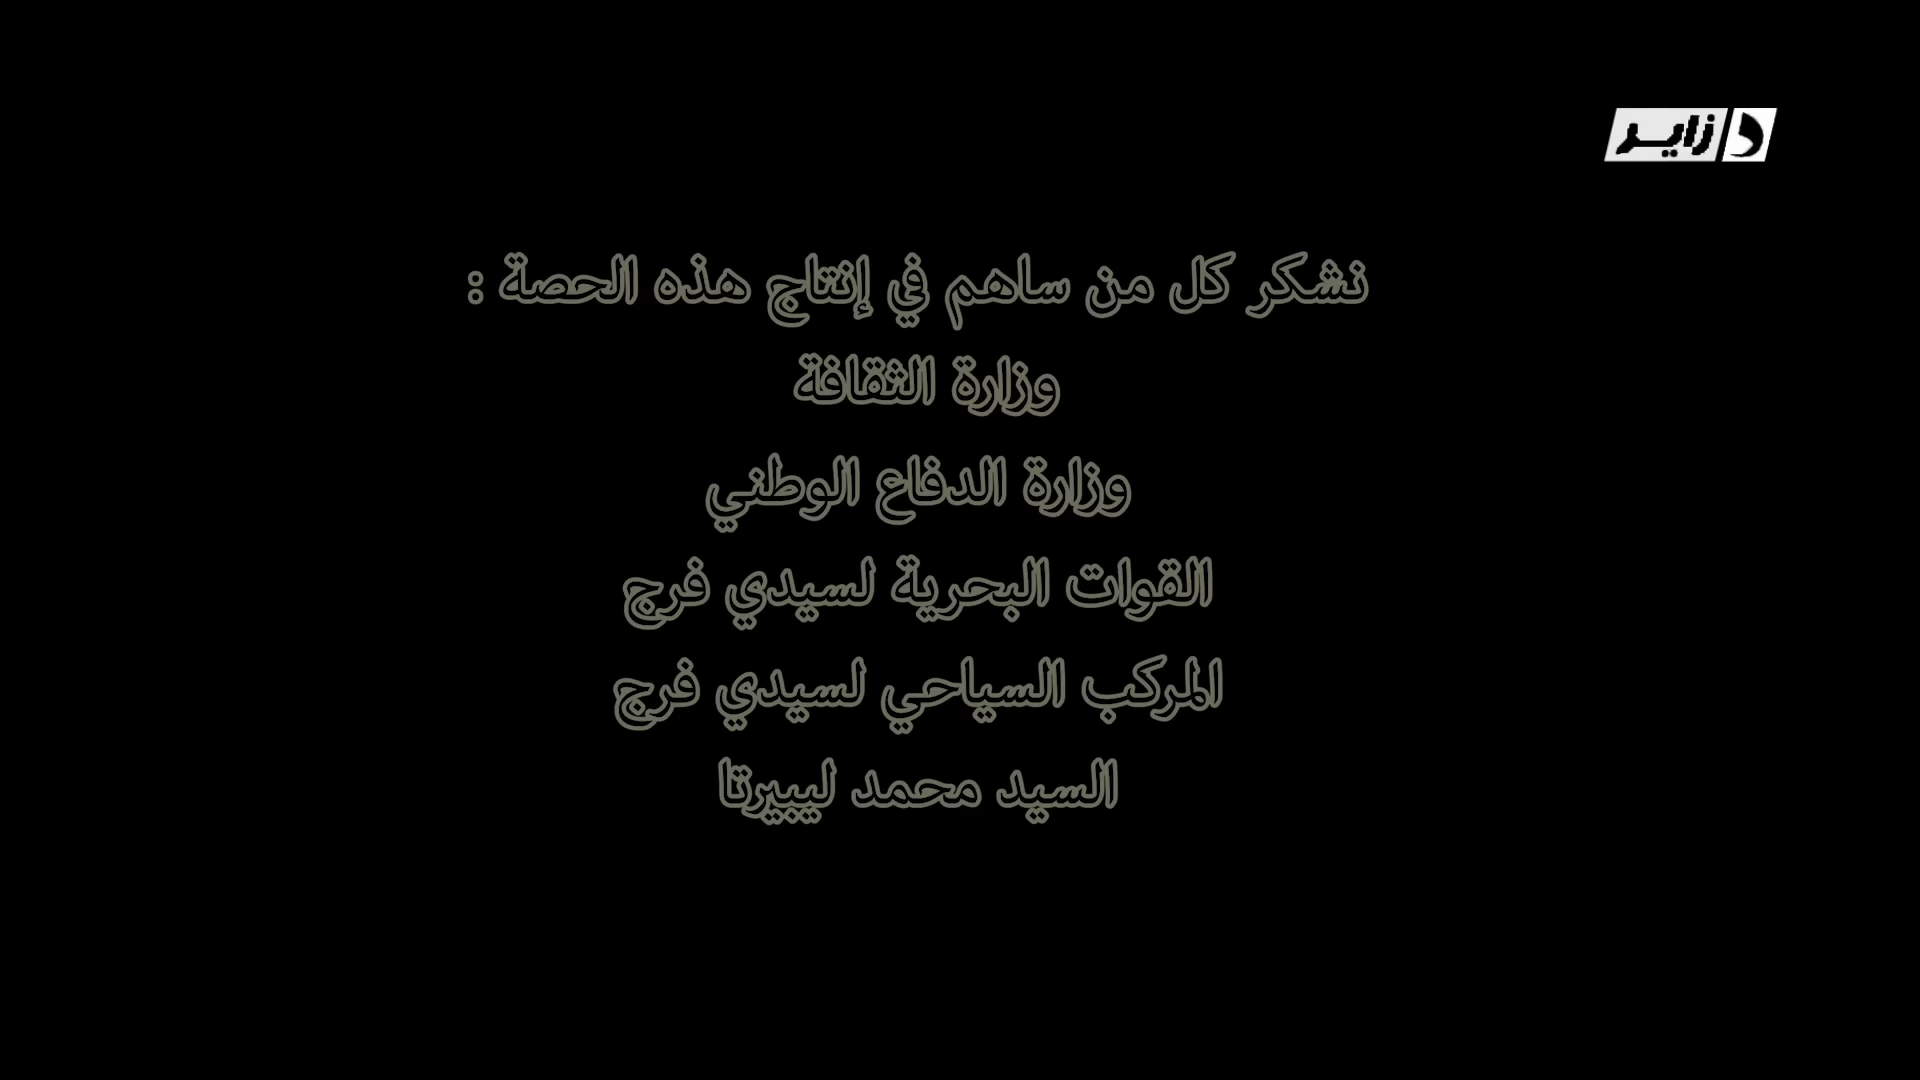 دزاير
نشكر كل من ساهم في إنتاج هذه الحصة :
وزارة الثقافة
وزارة الدفاع الوطني
القوات البحرية لسيدي فرج
المركب السياحي لسيدي فرج
السيد محمد ليبيرتا